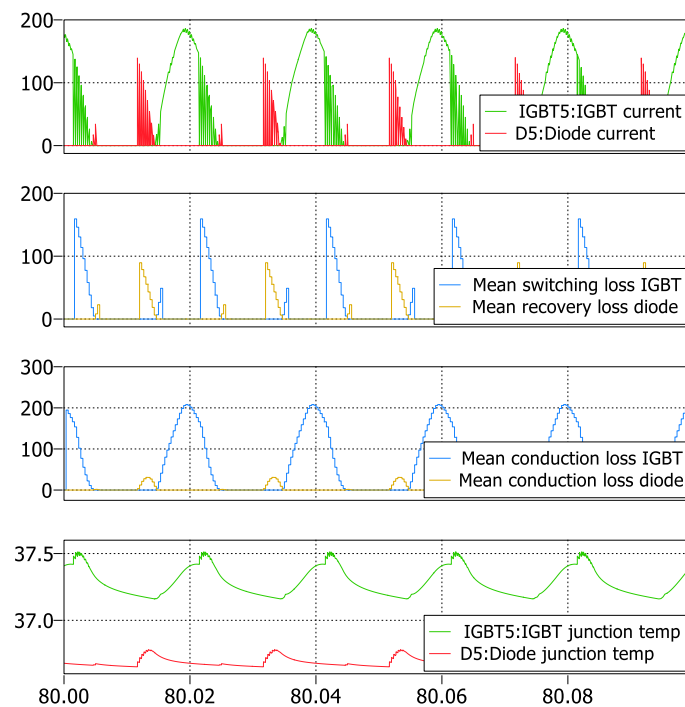 200
100
0
IGBT5:IGBT current
D5:Diode current
200
100
0
Mean switching loss IGBT
Mean recovery loss diode
300
200
100
0
Mean conduction loss IGBT
Mean conduction loss diode
37.5
37.0
IGBT5:IGBT junction temp
D5:Diode junction temp
80.00 80.02 80.04 80.06 80.08